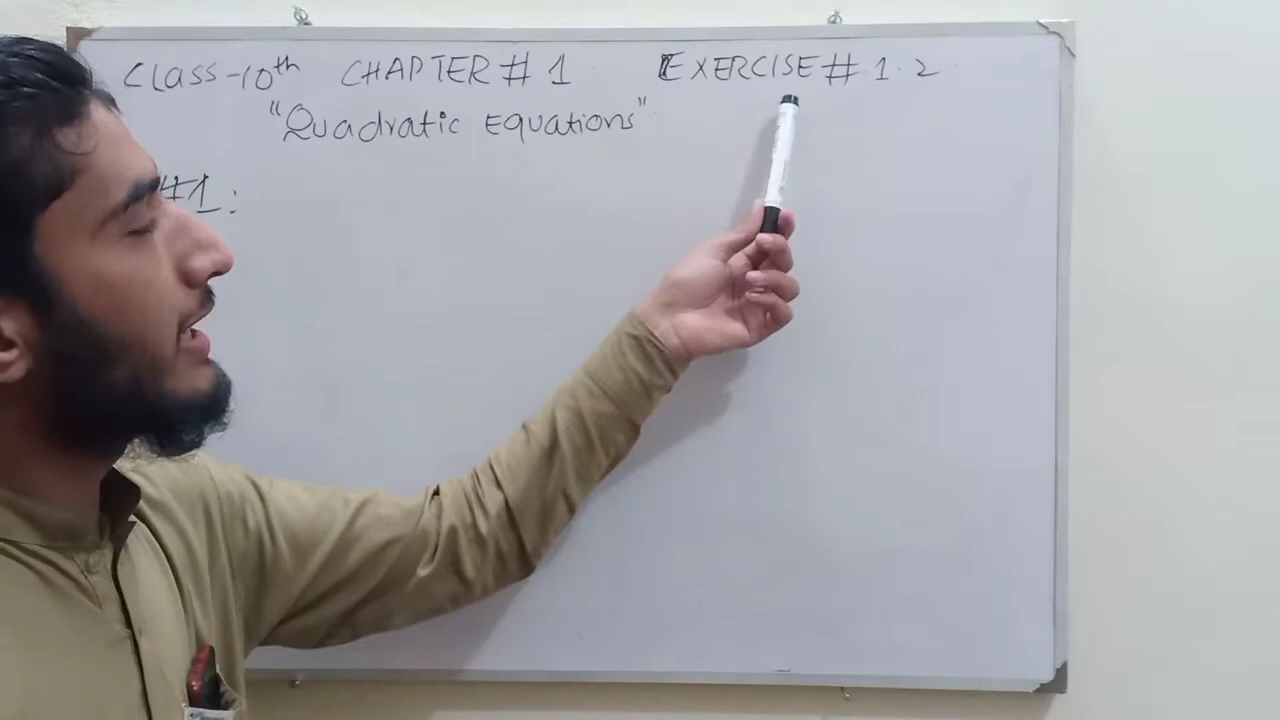 Class-10th CHAPTER # 1 EXERCISE # 1.2
"Quadratic Equations"
#1: